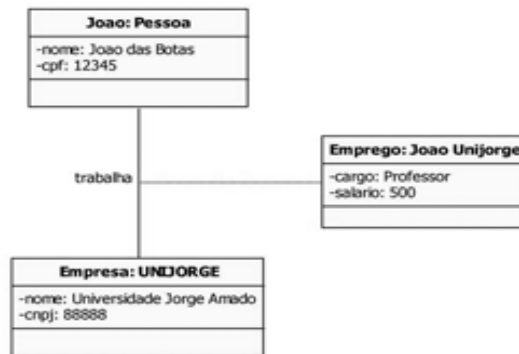 Joao: Pessoa
-nome: Joao das Botas
-cpf: 12345
trabalha
Emprego: Joao Unijorge
-cargo: Professor
-salario: 500
Empresa: UNIJORGE
-nome: Universidade Jorge Amado
-cnpj: 88888